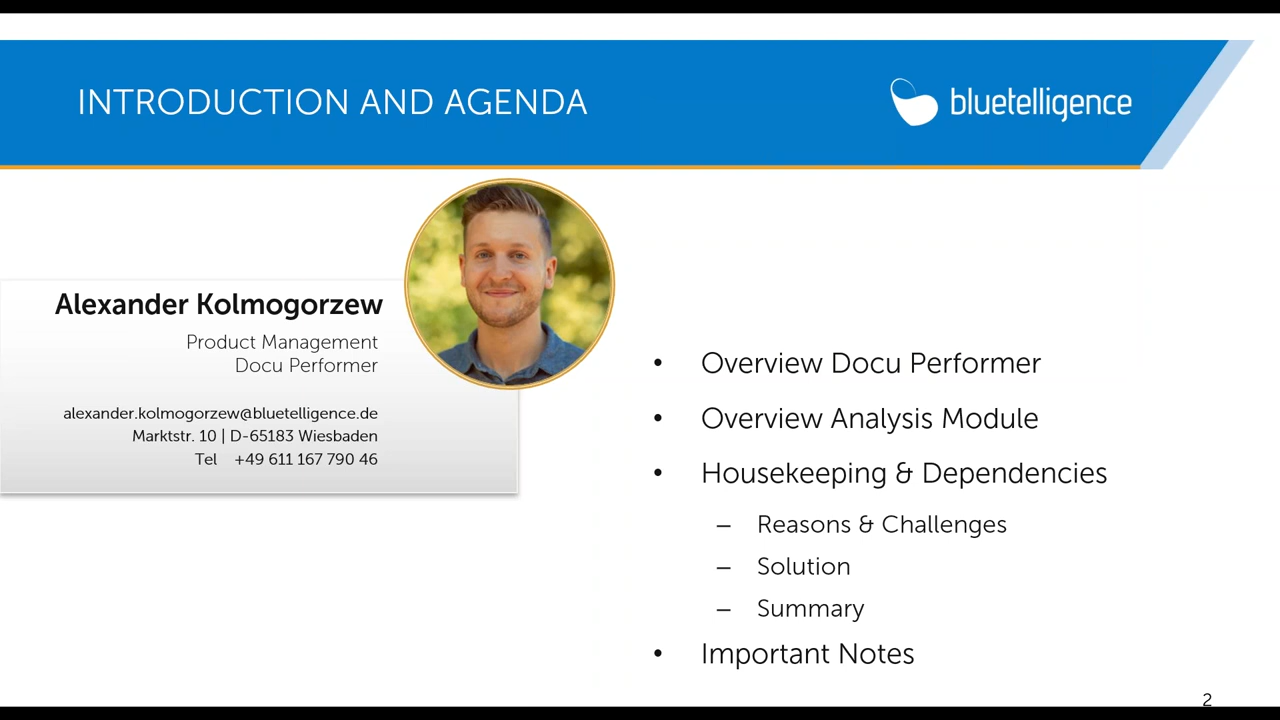 INTRODUCTION AND AGENDA
bluetelligence
Alexander Kolmogorzew
Product Management
Docu Performer
alexander.kolmogorzew@bluetelligence.de
Marktstr. 10 | D-65183 Wiesbaden
Tel +49 611 167 790 46
• Overview Docu Performer
• Overview Analysis Module
• Housekeeping & Dependencies
– Reasons & Challenges
– Solution
– Summary
• Important Notes
2